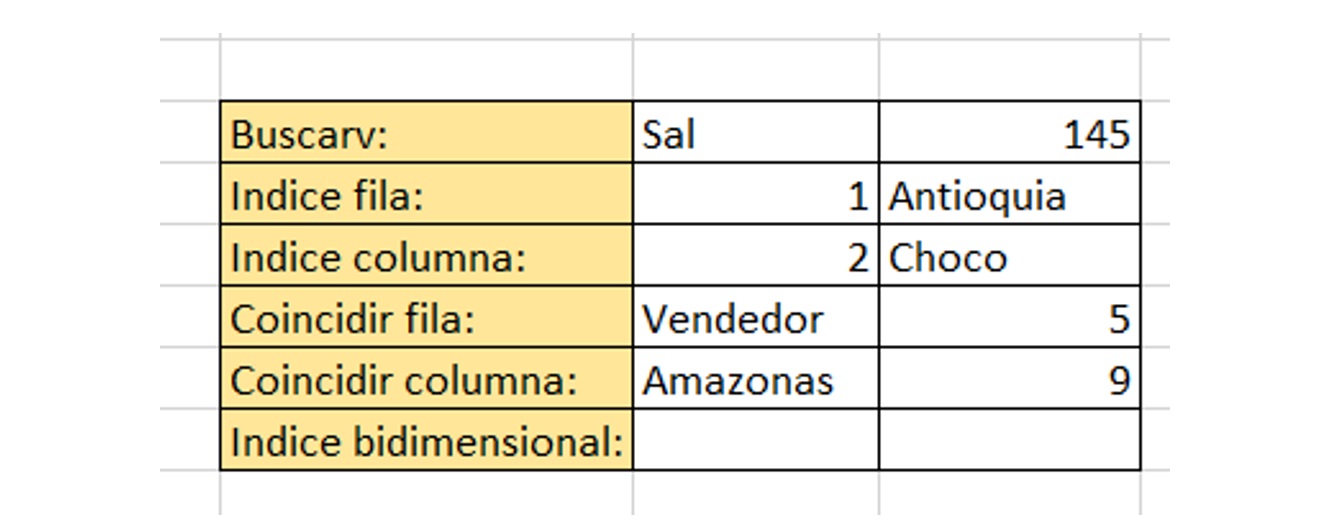 Buscarv: Sal 145
Indice fila: 1 Antioquia
Indice columna: 2 Choco
Coincidir fila: Vendedor 5
Coincidir columna: Amazonas 9
Indice bidimensional: